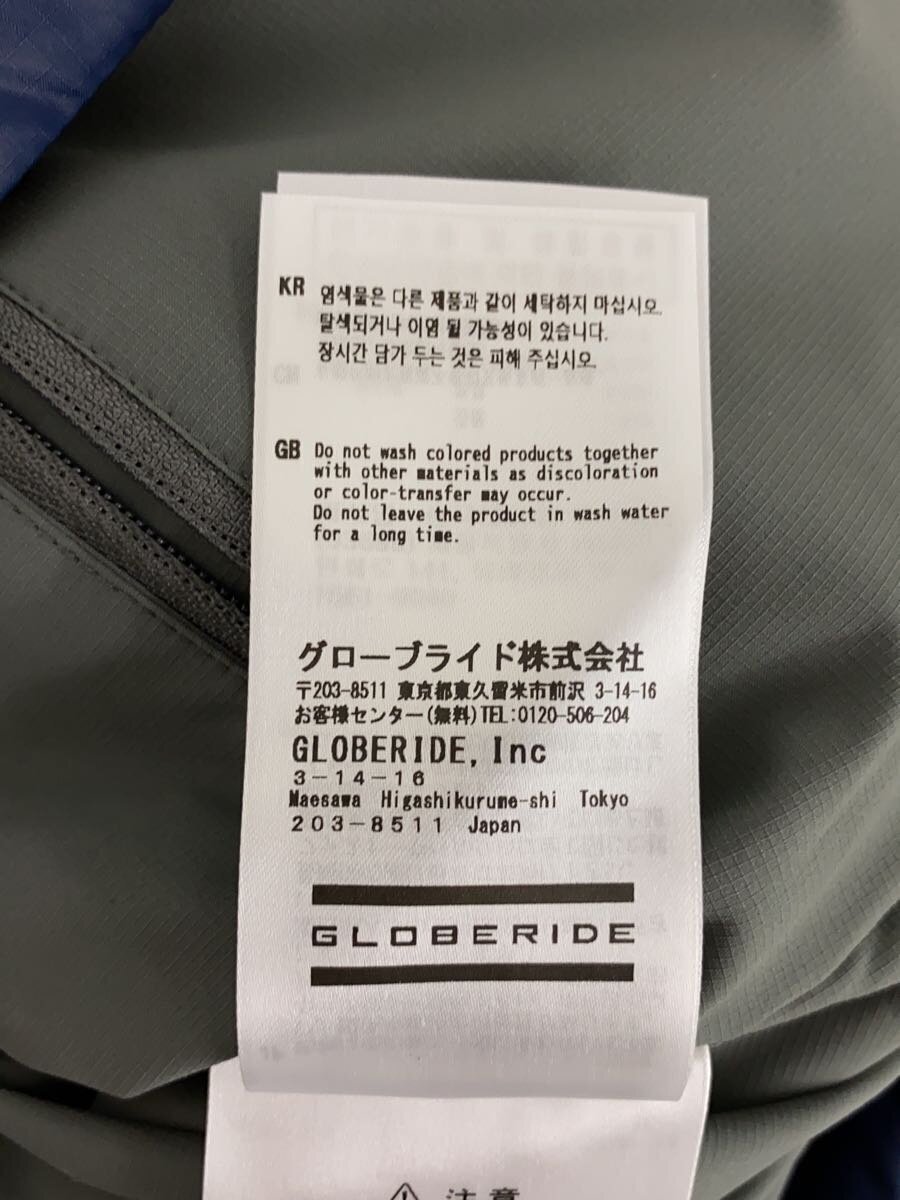 KR 염색물은 다른 제품과 같이 세탁하지 마십시오.
탈색되거나 이염 될 가능성이 있습니다.
장시간 담가 두는 것은 피해 주십시오.
GB Do not wash colored products together
with other materials as discoloration
or color-transfer may occur.
Do not leave the product in wash water
for a long time.
グローブライド株式会社
〒203-8511 東京都東久留米市前沢 3-14-16
お客様センター(無料)TEL:0120-506-204
GLOBERIDE, Inc
3-14-16
Maesawa Higashikurume-shi Tokyo
203-8511 Japan
GLOBERIDE
⚠ 注意